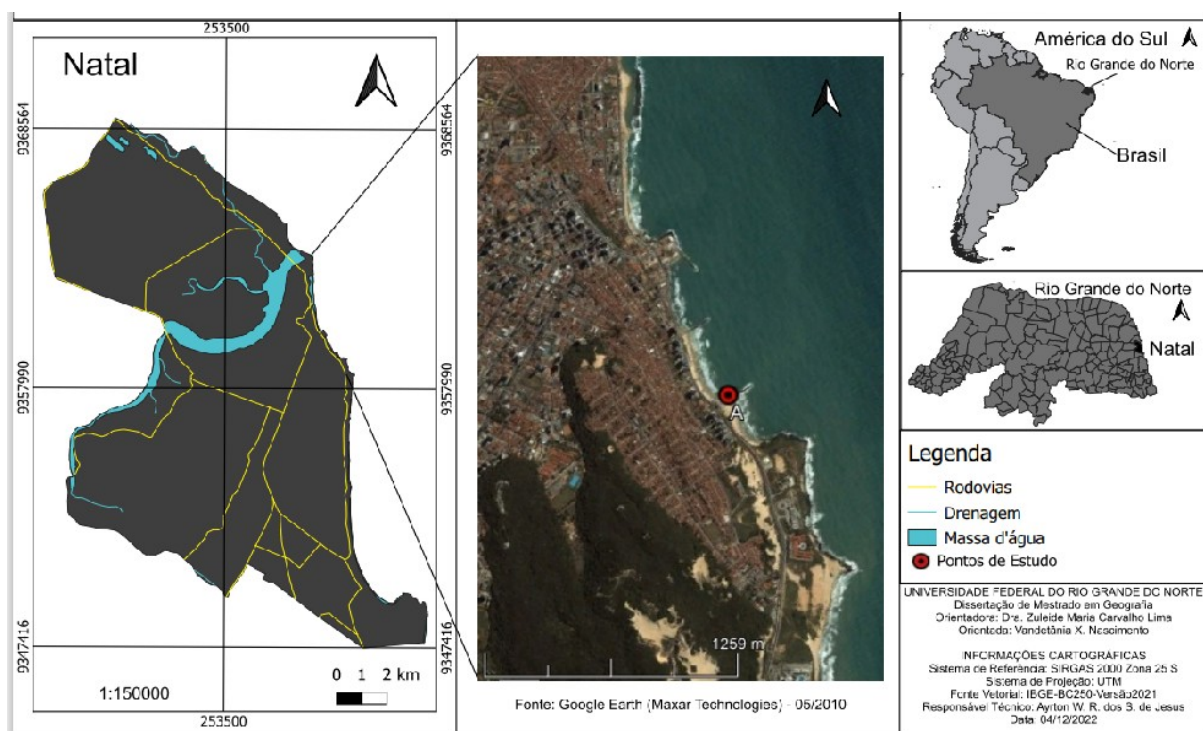 253500
Natal
9368564
9368564
9357990
9357990
9347416
9347416
0 1 2 km
1:150000
253500
A
1259 m
Fonte: Google Earth (Maxar Technologies) - 06/2010
América do Sul
Rio Grande do Norte
Brasil
Rio Grande do Norte
Natal
Legenda
Rodovias
Drenagem
Massa d'água
Pontos de Estudo
UNIVERSIDADE FEDERAL DO RIO GRANDE DO NORTE
Dissertação de Mestrado em Geografia
Orientadora: Dra. Zuleide Maria Carvalho Lima
Orientada: Vandetânia X. Nascimento
INFORMAÇÕES CARTOGRÁFICAS
Sistema de Referência: SIRGAS 2000 Zona 25 S
Sistema de Projeção: UTM
Fonte Vetorial: IBGE-BC250-Versão2021
Responsável Técnico: Ayrton W. R. dos S. de Jesus
Data: 04/12/2022